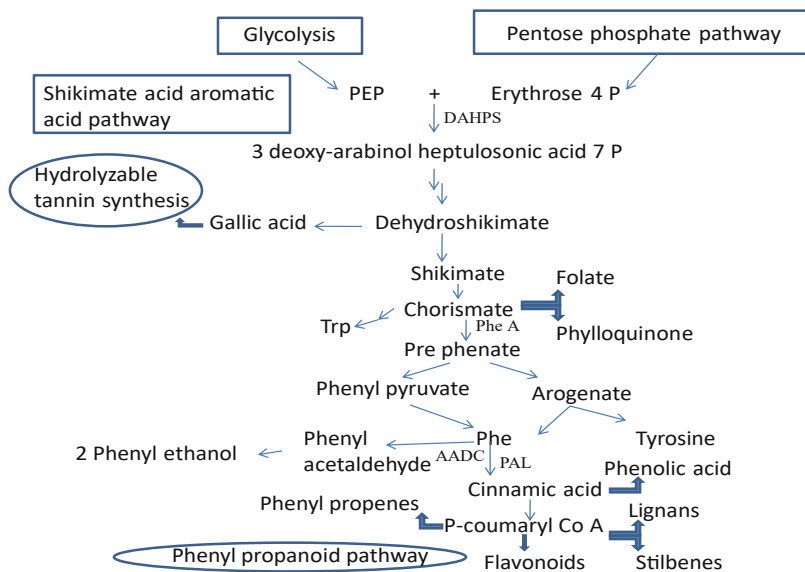 Glycolysis
Pentose phosphate pathway
Shikimate acid aromatic
acid pathway
PEP + Erythrose 4 P
DAHPS
3 deoxy-arabinol heptulosonic acid 7 P
Hydrolyzable
tannin synthesis
Gallic acid
Dehydroshikimate
Shikimate
Folate
Chorismate
Trp
Phe A
Phylloquinone
Pre phenate
Phenyl pyruvate
Arogenate
2 Phenyl ethanol
Phenyl
acetaldehyde
AADC
Phe
PAL
Tyrosine
Phenolic acid
Cinnamic acid
Phenyl propenes
Lignans
P-coumaryl Co A
Phenyl propanoid pathway
Flavonoids
Stilbenes